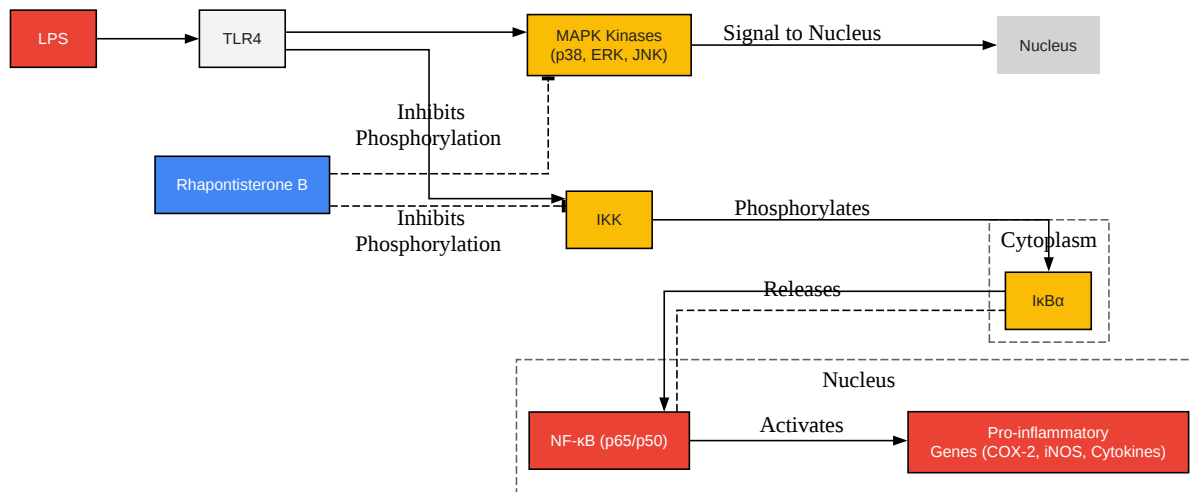 LPS
TLR4
MAPK Kinases
(p38, ERK, JNK)
Signal to Nucleus
Nucleus
Inhibits
Phosphorylation
Rhapontisterone B
Inhibits
Phosphorylation
IKK
Phosphorylates
Cytoplasm
IκBα
Releases
Nucleus
NF-κB (p65/p50)
Activates
Pro-inflammatory
Genes (COX-2, iNOS, Cytokines)